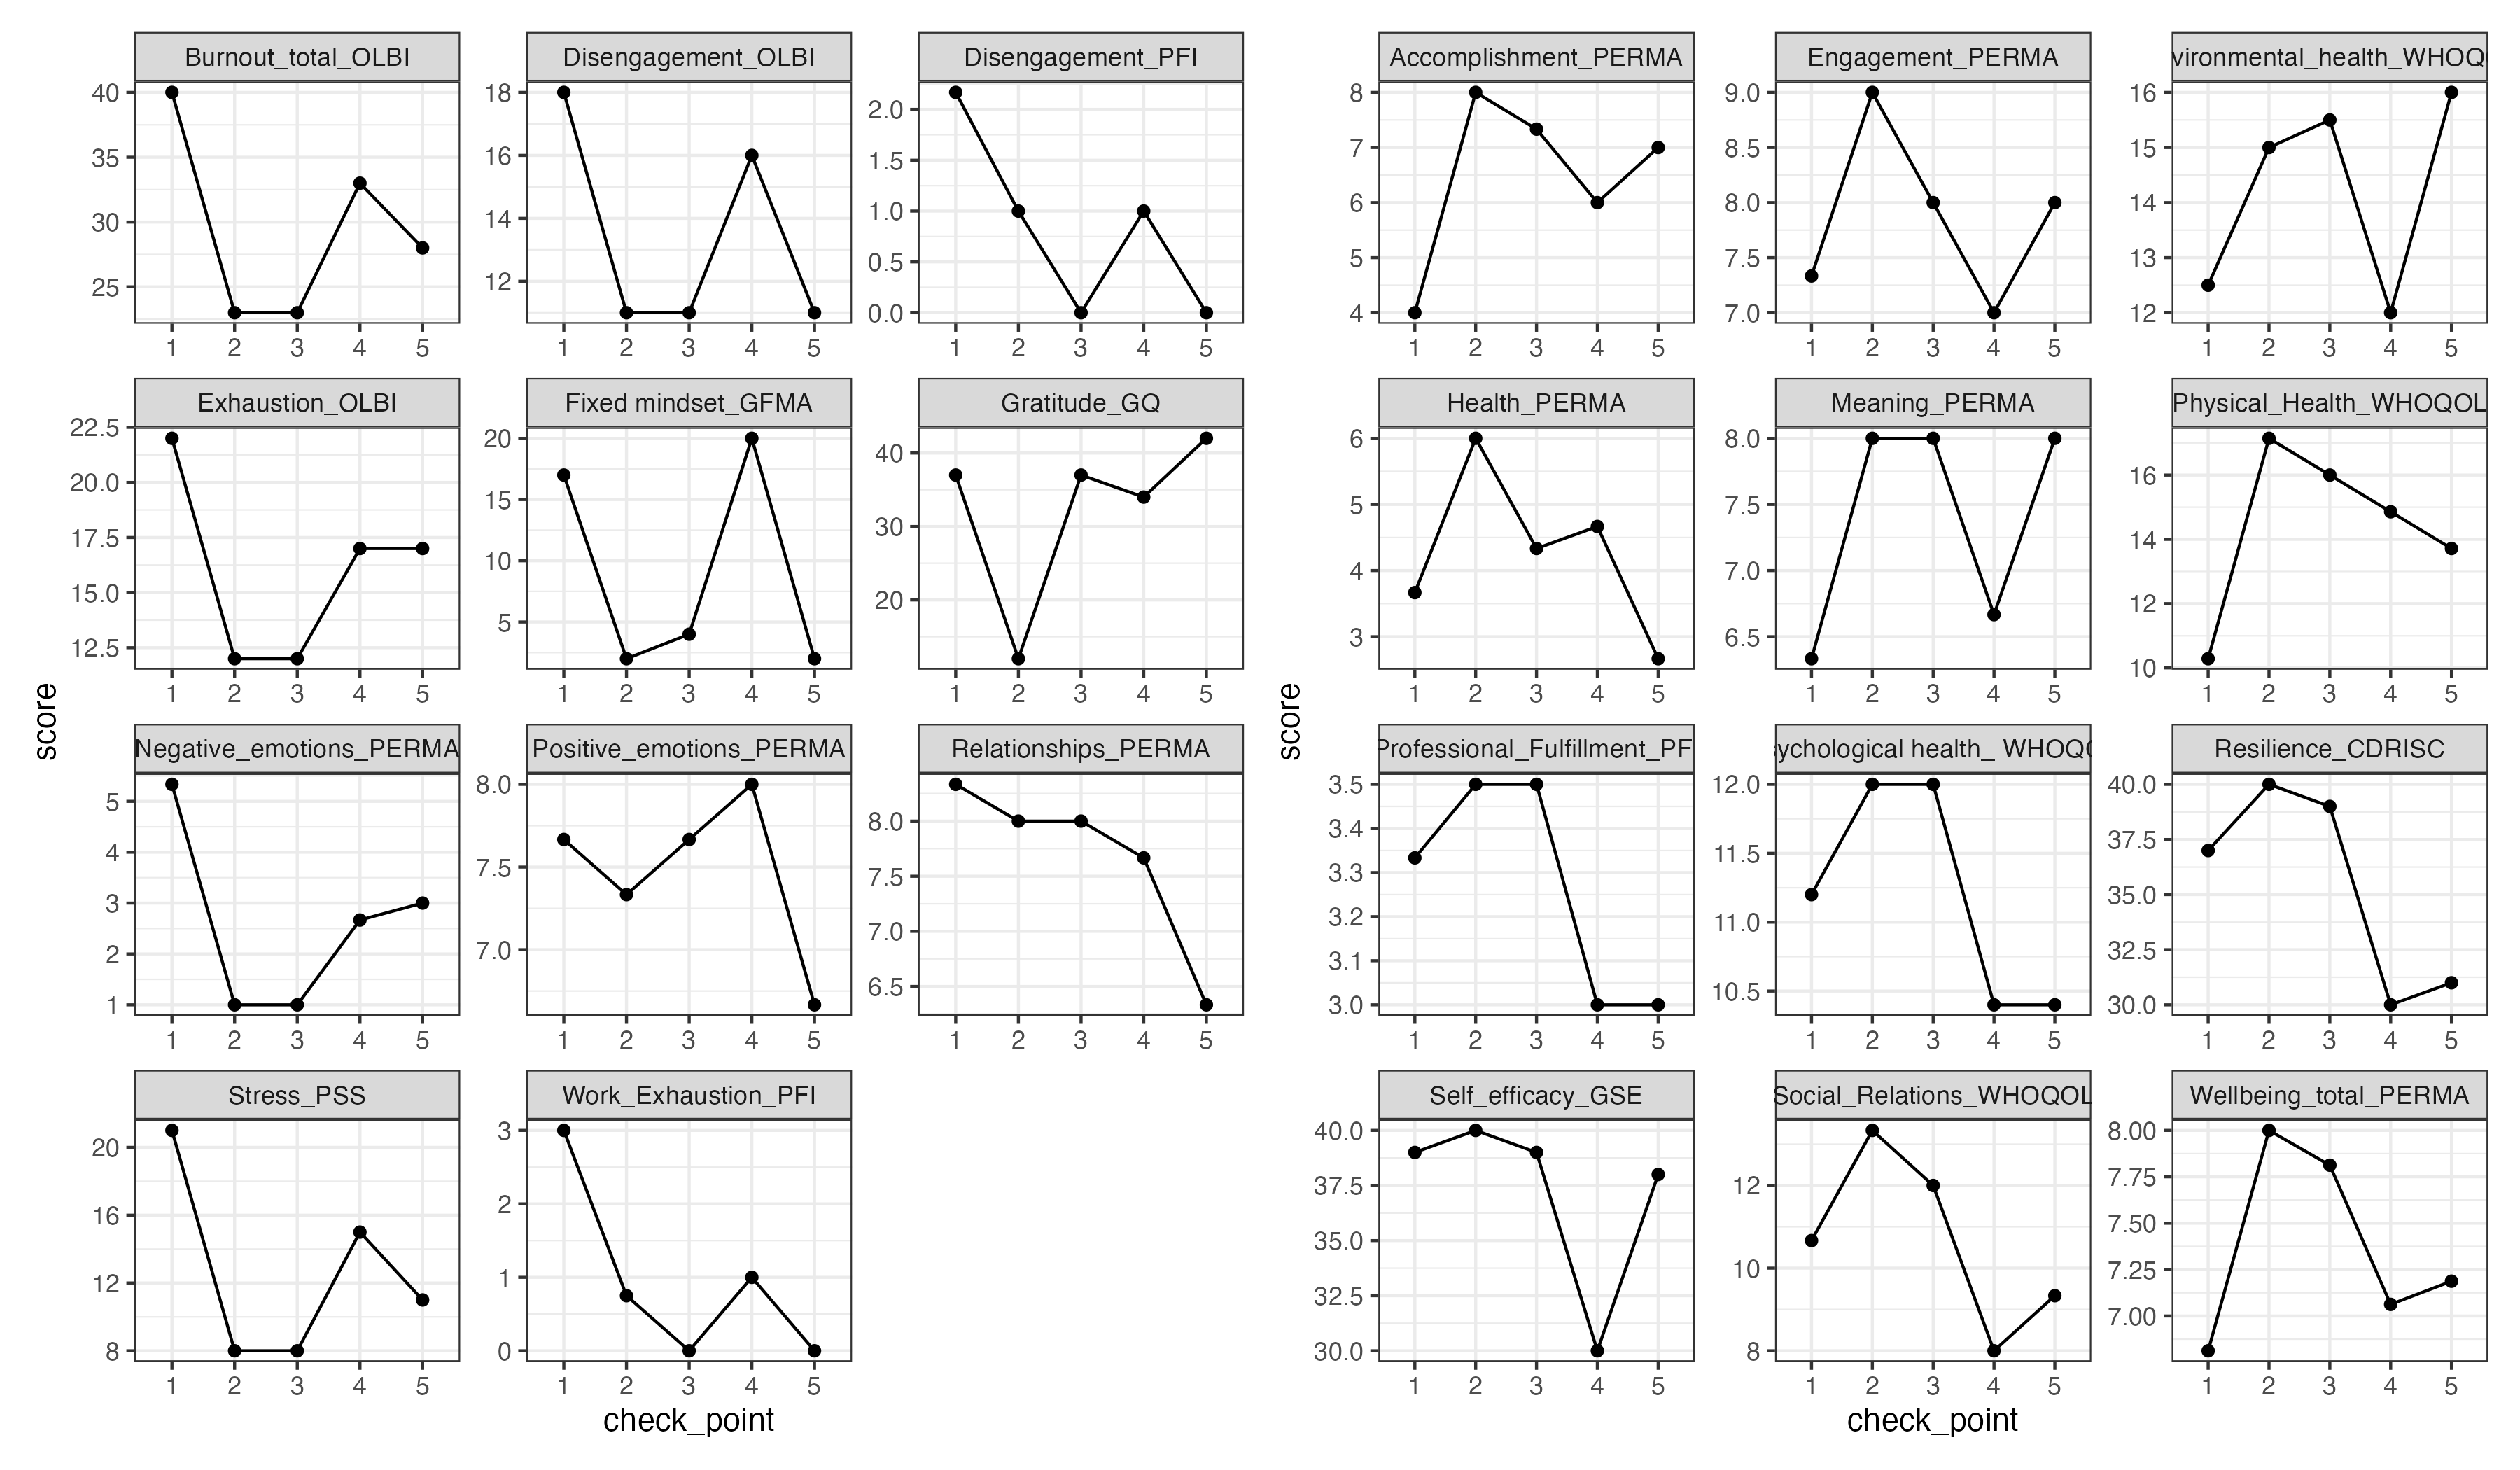 Burnout_total_OLBI
40
35
30
25
1 2 3 4 5
Disengagement_OLBI
18
16
14
12
1 2 3 4 5
Disengagement_PFI
2.0
1.5
1.0
0.5
0.0
1 2 3 4 5
Exhaustion_OLBI
22.5
20.0
17.5
15.0
12.5
1 2 3 4 5
Fixed mindset_GFMA
20
15
10
5
1 2 3 4 5
Gratitude_GQ
40
30
20
1 2 3 4 5
Negative_emotions_PERMA
5
4
3
2
1
1 2 3 4 5
Positive_emotions_PERMA
8.0
7.5
7.0
1 2 3 4 5
Relationships_PERMA
8.0
7.5
7.0
6.5
1 2 3 4 5
Stress_PSS
20
16
12
8
1 2 3 4 5
Work_Exhaustion_PFI
3
2
1
0
1 2 3 4 5
score
check_point
Accomplishment_PERMA
8
7
6
5
4
1 2 3 4 5
Engagement_PERMA
9.0
8.5
8.0
7.5
7.0
1 2 3 4 5
vironmental_health_WHOQ
16
15
14
13
12
1 2 3 4 5
Health_PERMA
6
5
4
3
1 2 3 4 5
Meaning_PERMA
8.0
7.5
7.0
6.5
1 2 3 4 5
Physical_Health_WHOQOL
16
14
12
10
1 2 3 4 5
Professional_Fulfillment_PF
3.5
3.4
3.3
3.2
3.1
3.0
1 2 3 4 5
ychological health_ WHOQ
12.0
11.5
11.0
10.5
1 2 3 4 5
Resilience_CDRISC
40.0
37.5
35.0
32.5
30.0
1 2 3 4 5
Self_efficacy_GSE
40.0
37.5
35.0
32.5
30.0
1 2 3 4 5
Social_Relations_WHOQOL
12
10
8
1 2 3 4 5
Wellbeing_total_PERMA
8.00
7.75
7.50
7.25
7.00
1 2 3 4 5
score
check_point